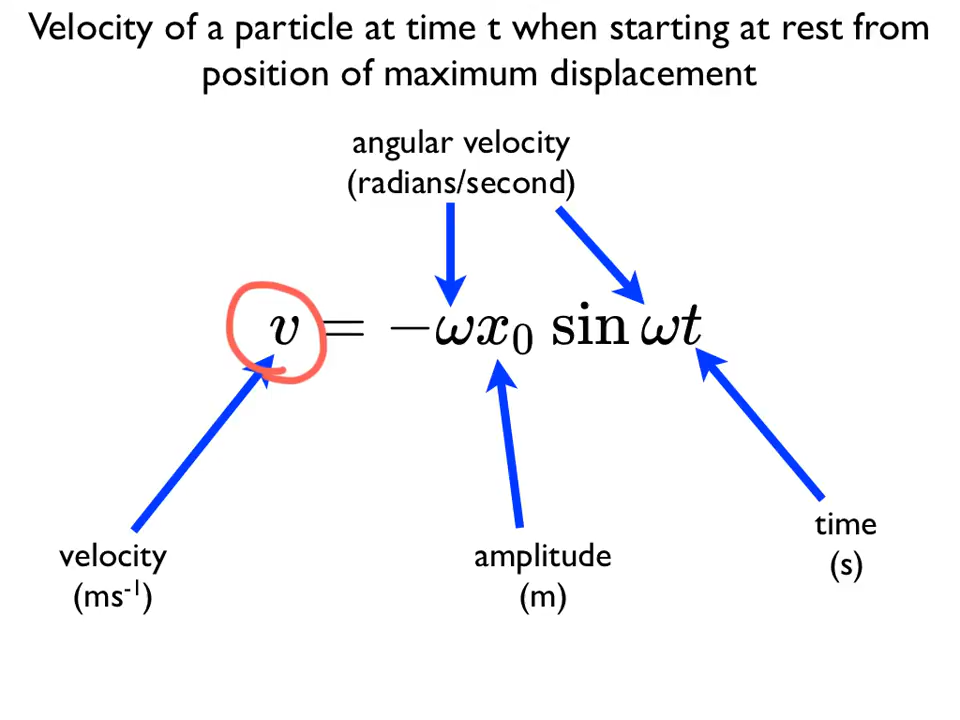 Velocity of a particle at time t when starting at rest from
position of maximum displacement
angular velocity
(radians/second)
v = −ωx₀ sin ωt
velocity
(ms⁻¹)
amplitude
(m)
time
(s)